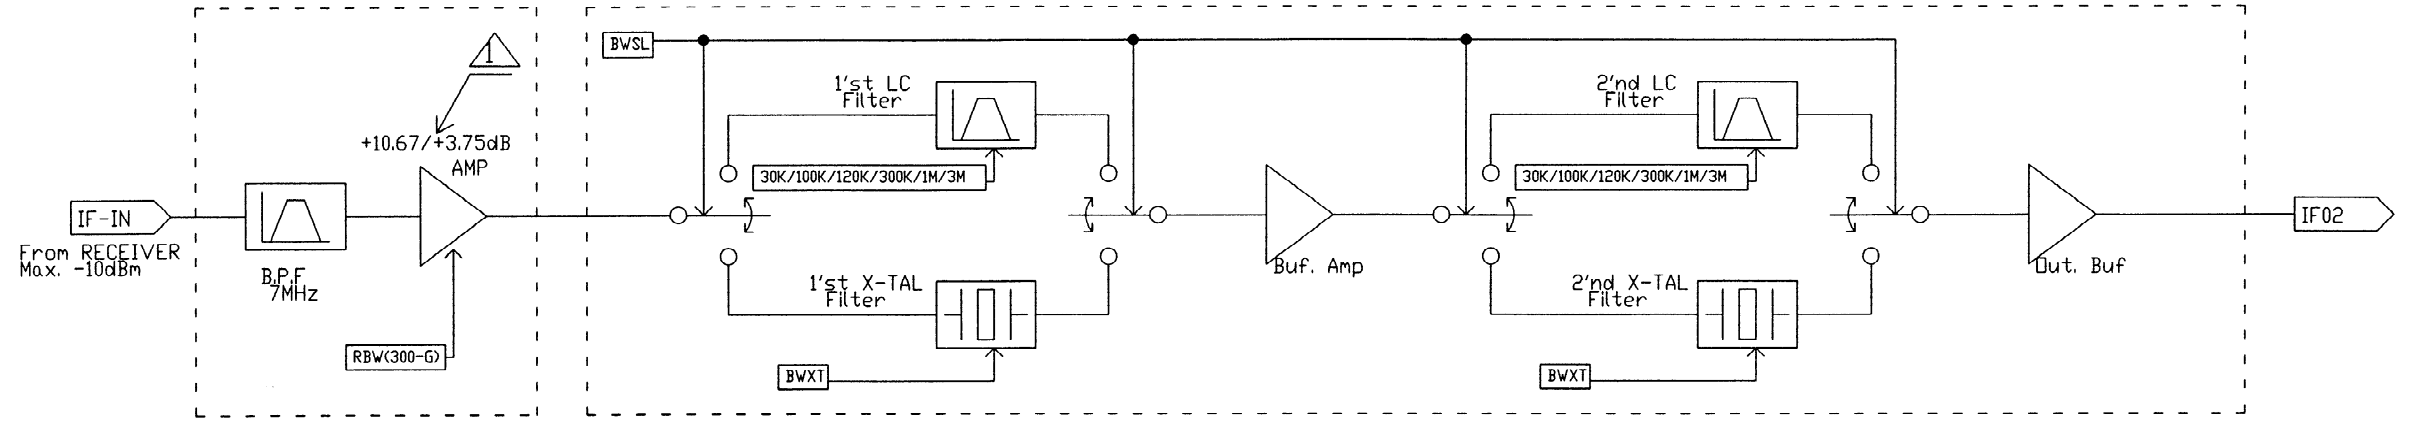 1
+10.67/+3.75dB
AMP
IF-IN
From RECEIVER
Max. -10dBm
B.P.F
7MHz
RBW(300-G)
BWSL
1'st LC
Filter
30K/100K/120K/300K/1M/3M
1'st X-TAL
Filter
BWXT
Buf. Amp
2'nd LC
Filter
30K/100K/120K/300K/1M/3M
2'nd X-TAL
Filter
BWXT
Out. Buf
IF02